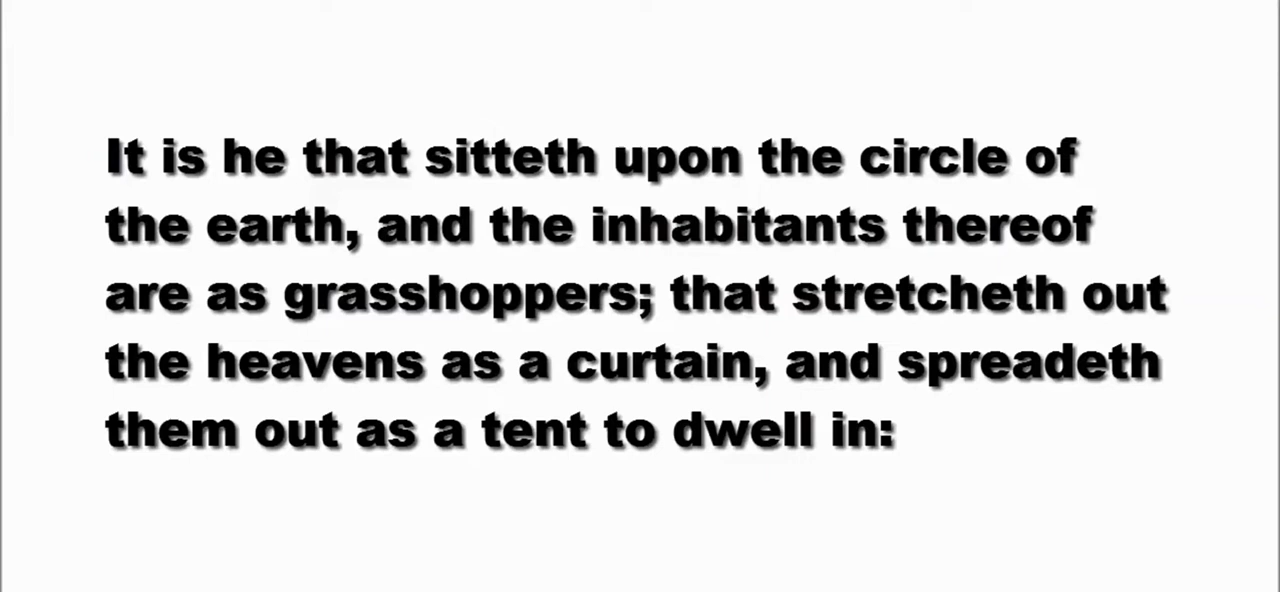 It is he that sitteth upon the circle of
the earth, and the inhabitants thereof
are as grasshoppers; that stretcheth out
the heavens as a curtain, and spreadeth
them out as a tent to dwell in: